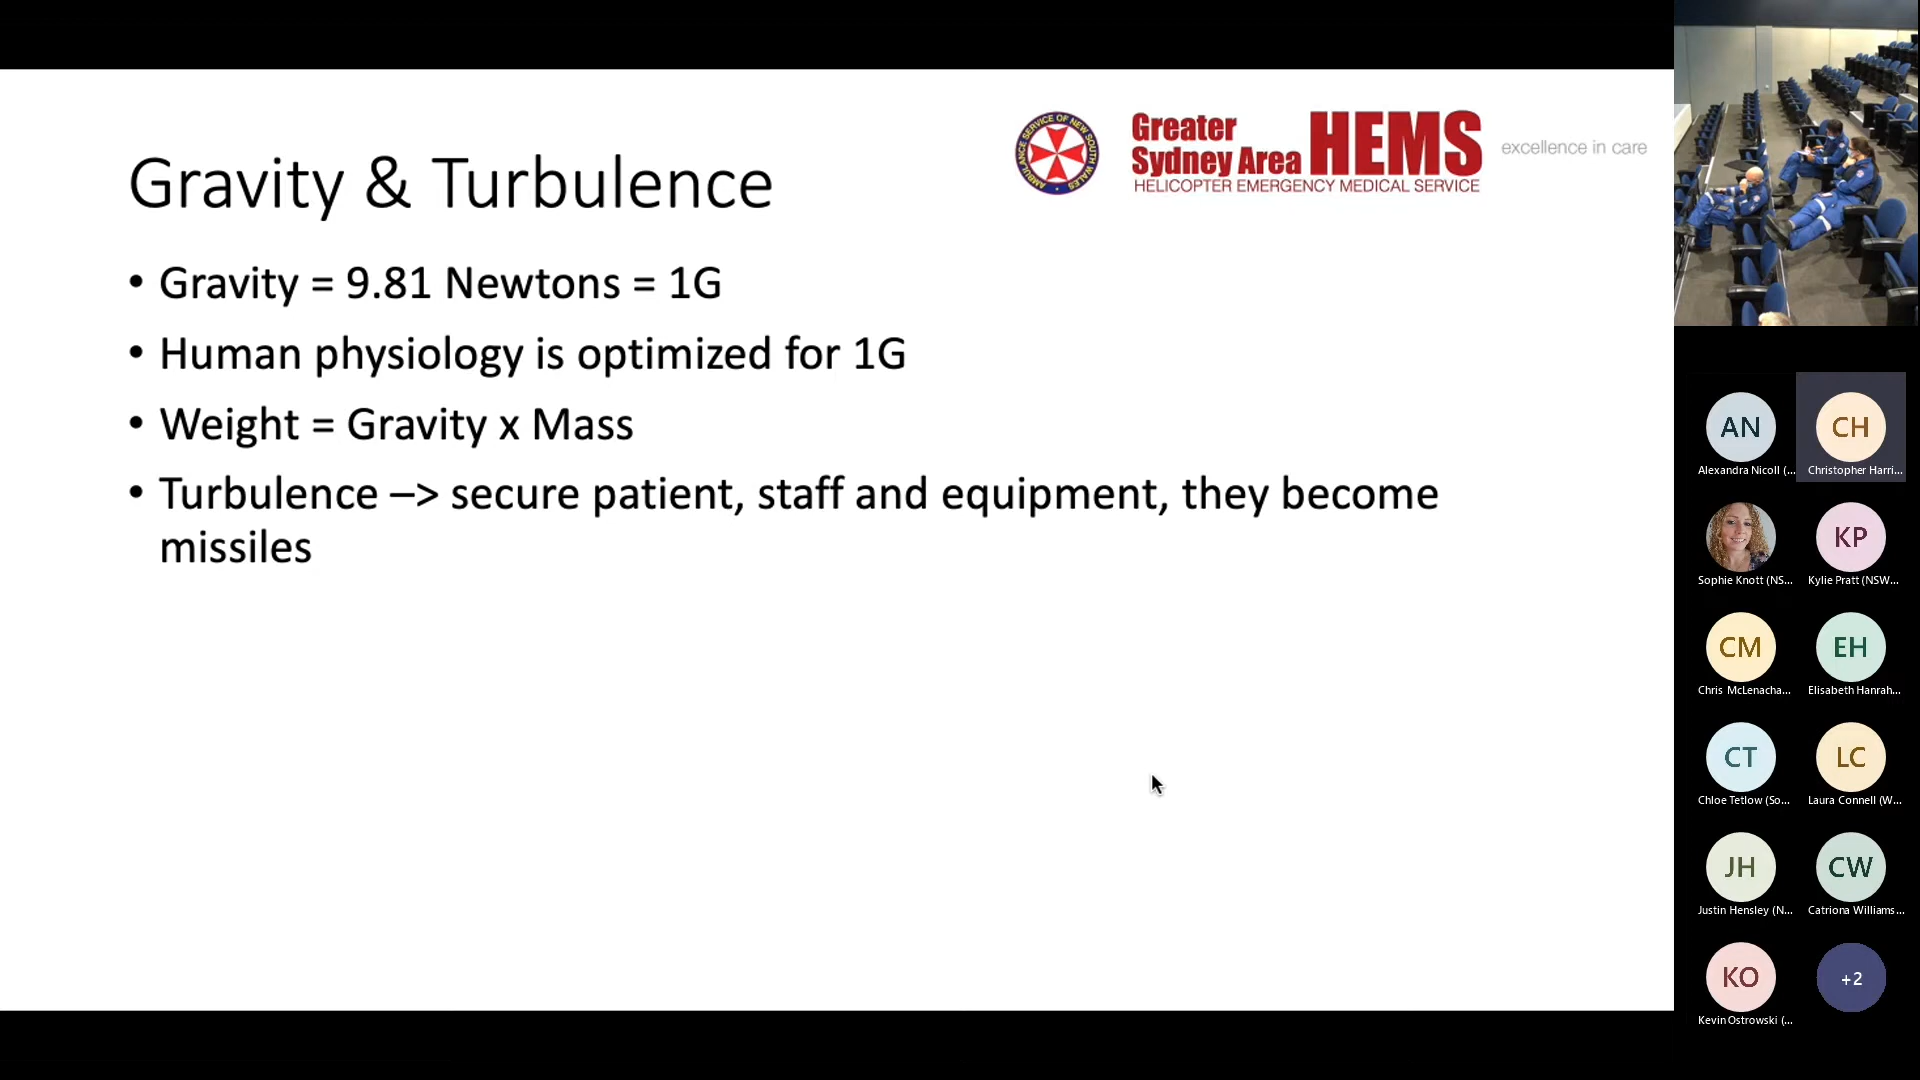 Gravity & Turbulence
AMBULANCE SERVICE OF NEW SOUTH WALES
Greater
Sydney Area HEMS
HELICOPTER EMERGENCY MEDICAL SERVICE
excellence in care
• Gravity = 9.81 Newtons = 1G
• Human physiology is optimized for 1G
• Weight = Gravity x Mass
• Turbulence –> secure patient, staff and equipment, they become
missiles
AN
CH
Alexandra Nicoll (...
Christopher Harri...
KP
Sophie Knott (NS...
Kylie Pratt (NSW...
CM
EH
Chris McLenacha...
Elisabeth Hanrah...
CT
LC
Chloe Tetlow (So...
Laura Connell (W...
JH
CW
Justin Hensley (N...
Catriona Williams...
KO
+2
Kevin Ostrowski (...